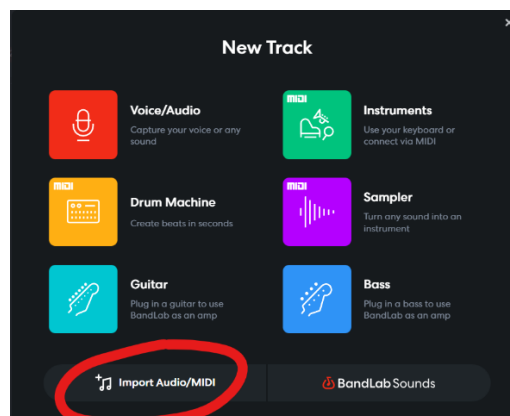 New Track
Voice/Audio
Capture your voice or any
sound
MIDI
Instruments
Use your keyboard or
connect via MIDI
MIDI
Drum Machine
Create beats in seconds
MIDI
Sampler
Turn any sound into an
instrument
Guitar
Plug in a guitar to use
BandLab as an amp
Bass
Plug in a bass to use
BandLab as an amp
Import Audio/MIDI
BandLab Sounds